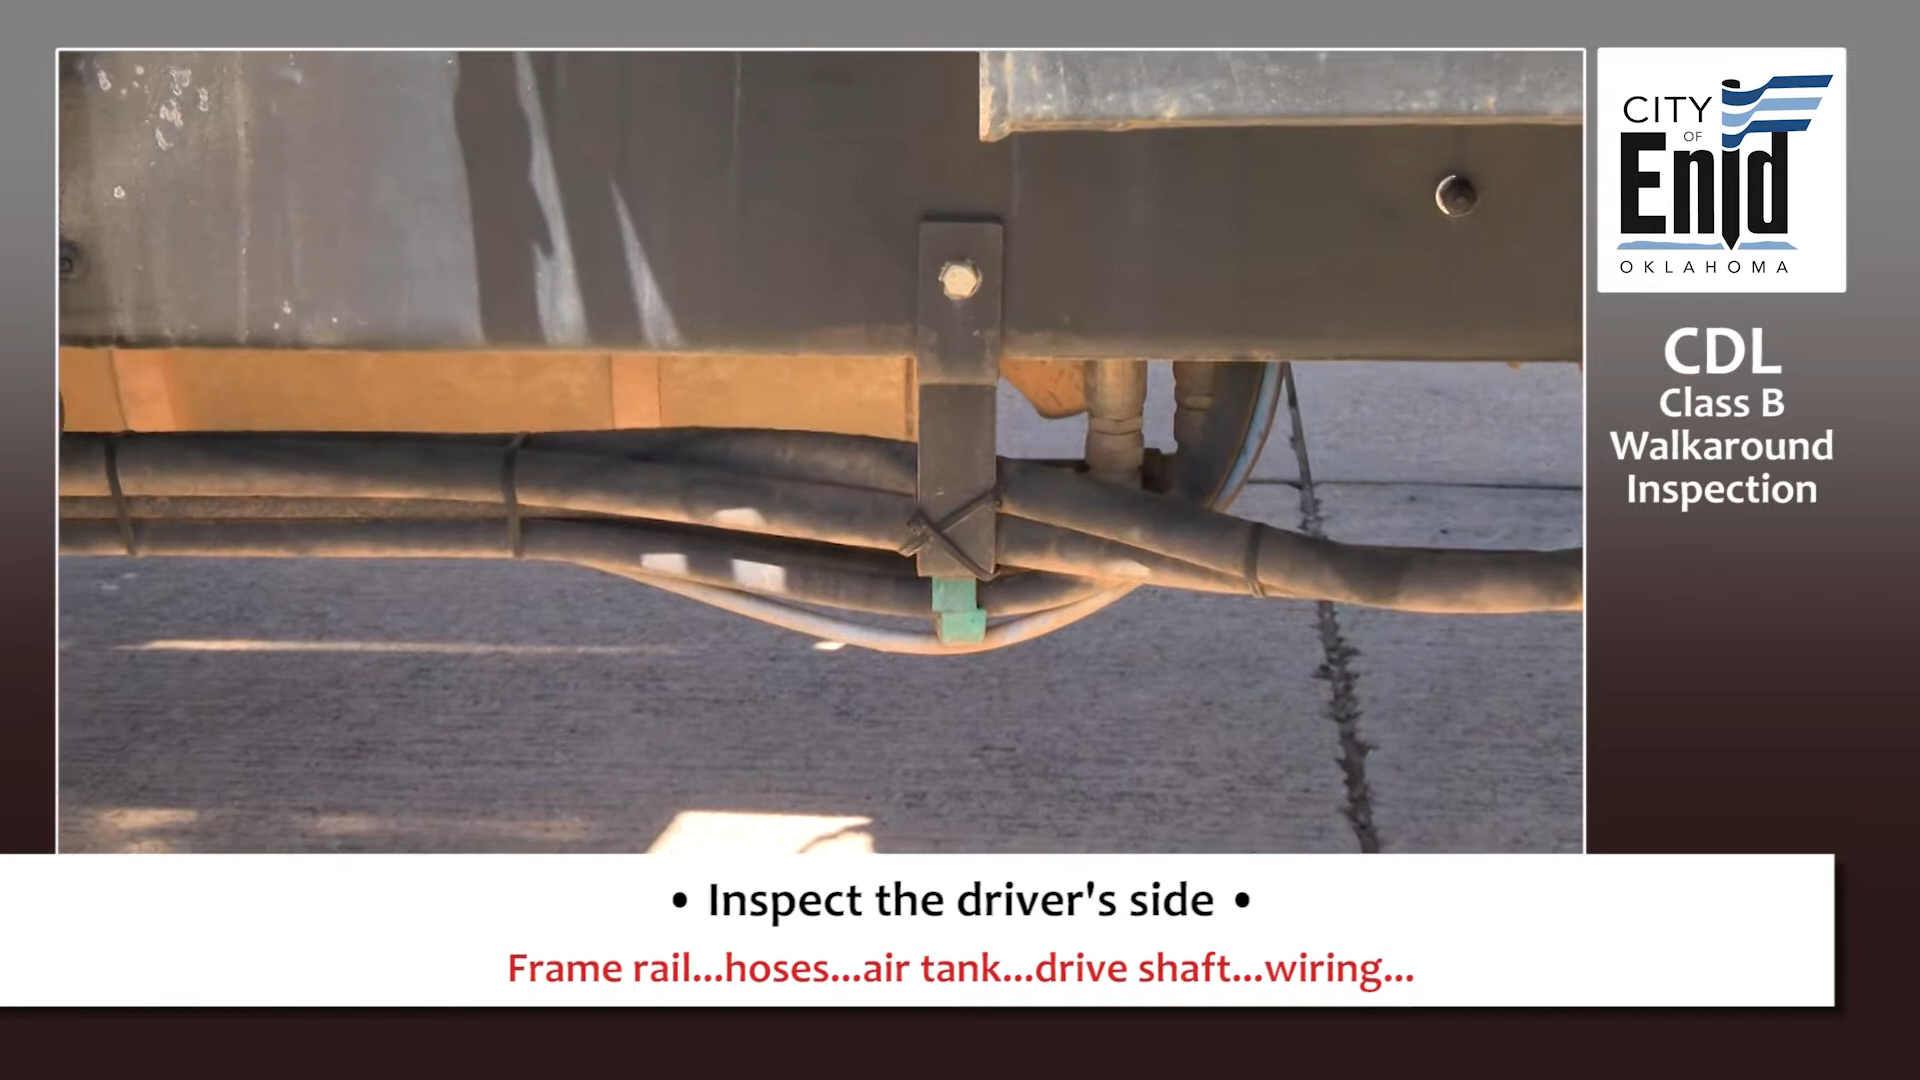 CITY
OF
Enid
OKLAHOMA
CDL
Class B
Walkaround
Inspection
• Inspect the driver's side •
Frame rail...hoses...air tank...drive shaft...wiring...